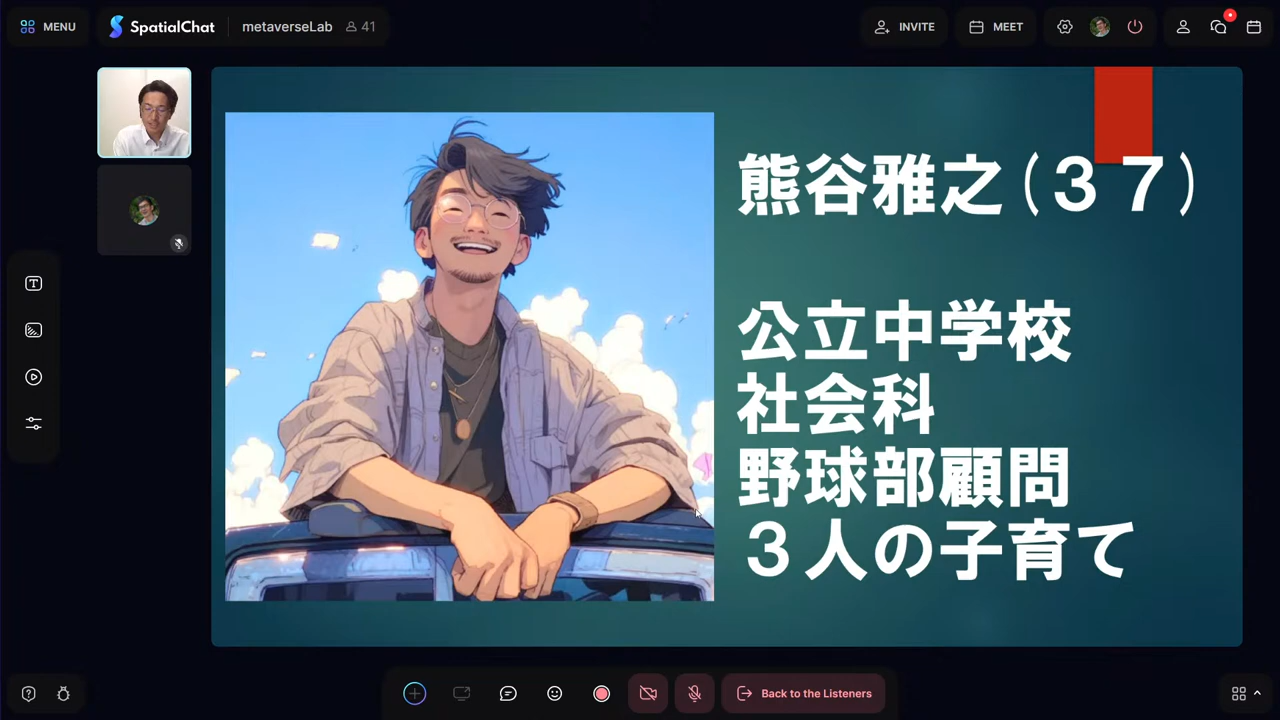 MENU
SpatialChat
metaverseLab
41
INVITE
MEET
熊谷雅之（３７）
公立中学校
社会科
野球部顧問
３人の子育て
Back to the Listeners